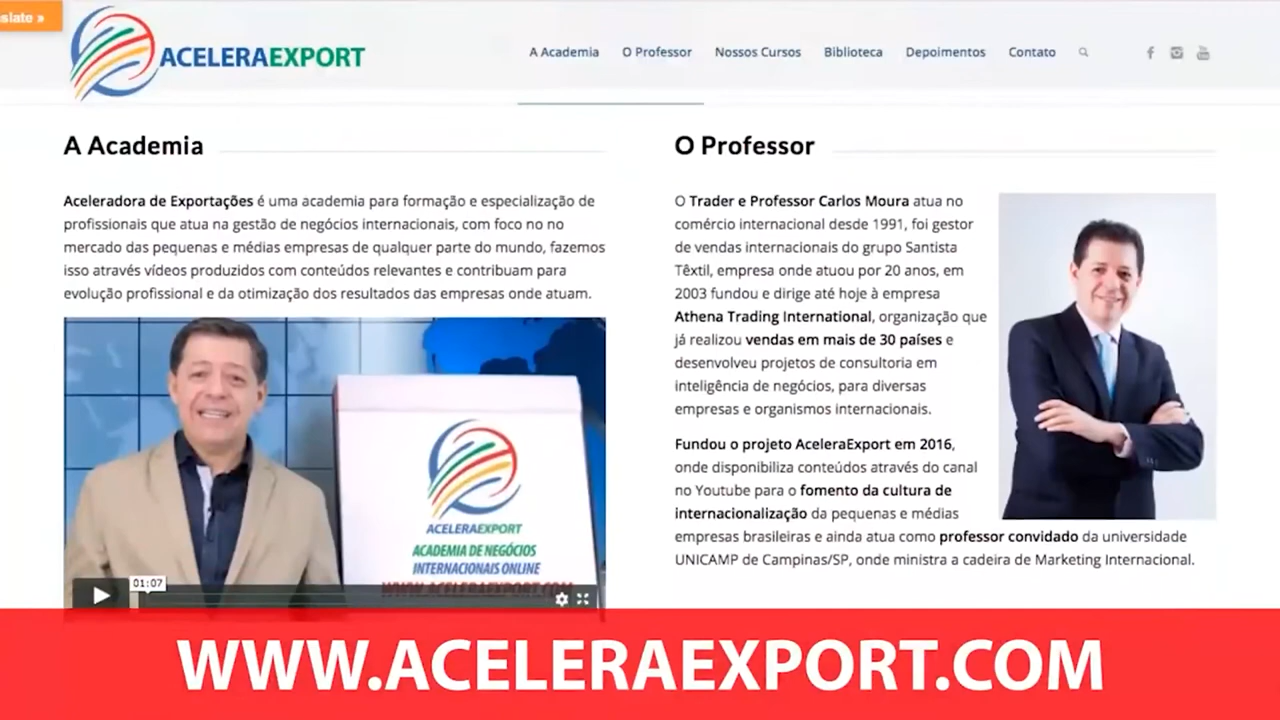 slate »
ACELERAEXPORT
A Academia O Professor Nossos Cursos Biblioteca Depoimentos Contato
A Academia
Aceleradora de Exportações é uma academia para formação e especialização de
profissionais que atua na gestão de negócios internacionais, com foco no no
mercado das pequenas e médias empresas de qualquer parte do mundo, fazemos
isso através vídeos produzidos com conteúdos relevantes e contribuam para
evolução profissional e da otimização dos resultados das empresas onde atuam.
ACELERAEXPORT
ACADEMIA DE NEGÓCIOS
INTERNACIONAIS ONLINE
WWW.ACELERAEXPORT.COM
01:07
O Professor
O Trader e Professor Carlos Moura atua no
comércio internacional desde 1991, foi gestor
de vendas internacionais do grupo Santista
Têxtil, empresa onde atuou por 20 anos, em
2003 fundou e dirige até hoje à empresa
Athena Trading International, organização que
já realizou vendas em mais de 30 países e
desenvolveu projetos de consultoria em
inteligência de negócios, para diversas
empresas e organismos internacionais.
Fundou o projeto AceleraExport em 2016,
onde disponibiliza conteúdos através do canal
no Youtube para o fomento da cultura de
internacionalização da pequenas e médias
empresas brasileiras e ainda atua como professor convidado da universidade
UNICAMP de Campinas/SP, onde ministra a cadeira de Marketing Internacional.
WWW.ACELERAEXPORT.COM